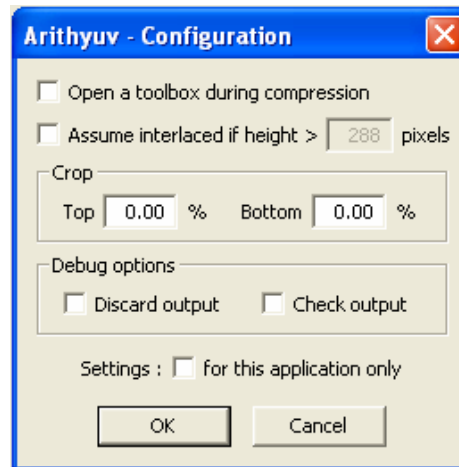 Arithyuv - Configuration
Open a toolbox during compression
Assume interlaced if height > 288 pixels
Crop
Top 0.00 % Bottom 0.00 %
Debug options
Discard output Check output
Settings : for this application only
OK Cancel